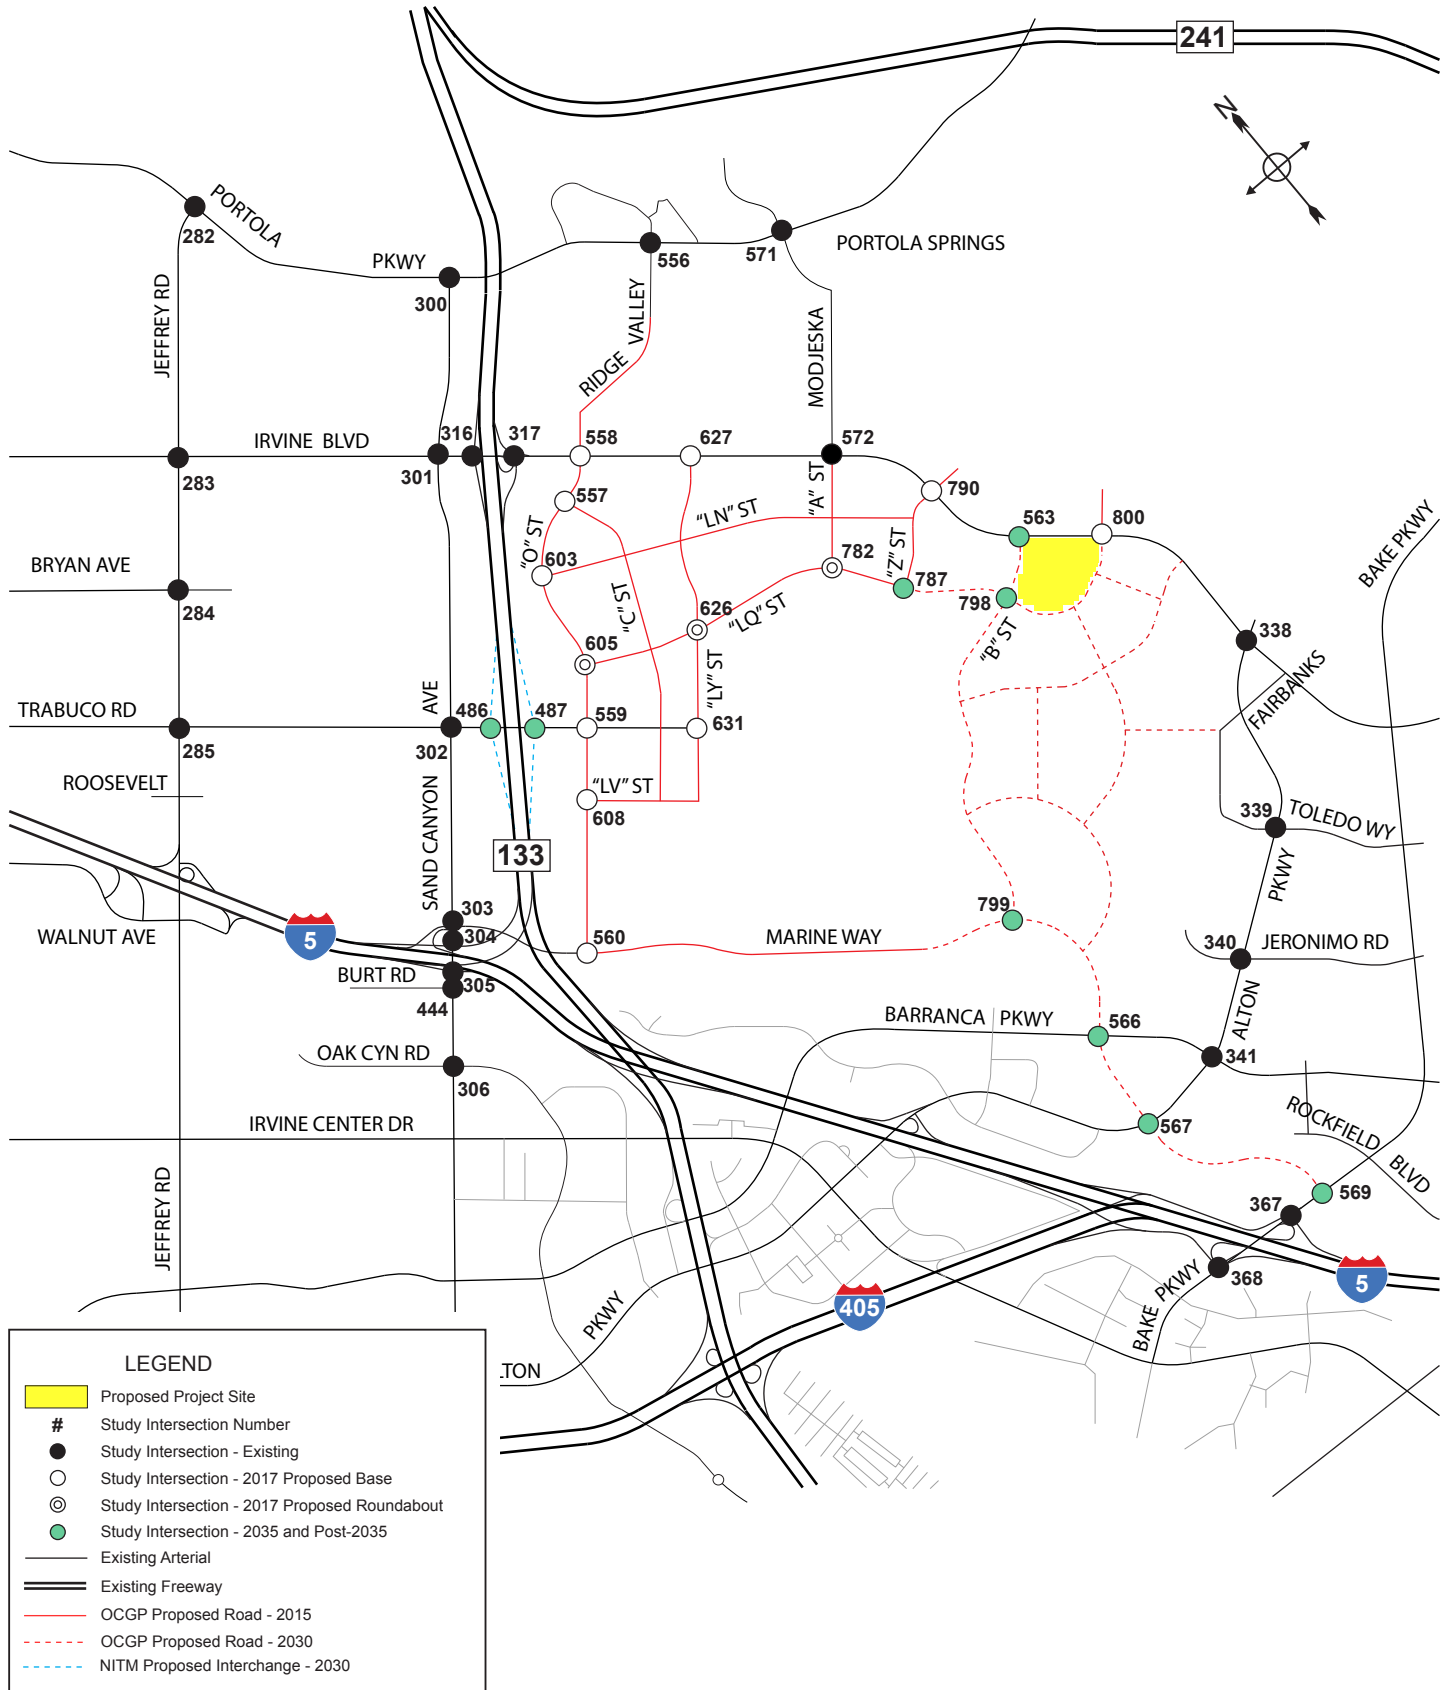 241
N
PORTOLA
282
PKWY
300
556
571
PORTOLA SPRINGS
JEFFREY RD
RIDGE VALLEY
MODJESKA
IRVINE BLVD
316
317
558
627
572
301
283
557
"A" ST
790
563
800
BAKE PKWY
"LN" ST
"O" ST
603
782
"Z" ST
BRYAN AVE
284
"C" ST
626
"LQ" ST
787
798
"B" ST
338
605
FAIRBANKS
"LY" ST
AVE
TRABUCO RD
486
487
559
631
285
302
ROOSEVELT
"LV" ST
608
339
TOLEDO WY
133
SAND CANYON
PKWY
303
799
WALNUT AVE
5
304
560
MARINE WAY
340
JERONIMO RD
BURT RD
305
444
ALTON
BARRANCA PKWY
566
OAK CYN RD
341
306
ROCKFIELD BLVD
IRVINE CENTER DR
567
JEFFREY RD
569
367
BAKE PKWY
368
5
405
PKWY
LTON
LEGEND
Proposed Project Site
# Study Intersection Number
Study Intersection - Existing
Study Intersection - 2017 Proposed Base
Study Intersection - 2017 Proposed Roundabout
Study Intersection - 2035 and Post-2035
Existing Arterial
Existing Freeway
OCGP Proposed Road - 2015
OCGP Proposed Road - 2030
NITM Proposed Interchange - 2030